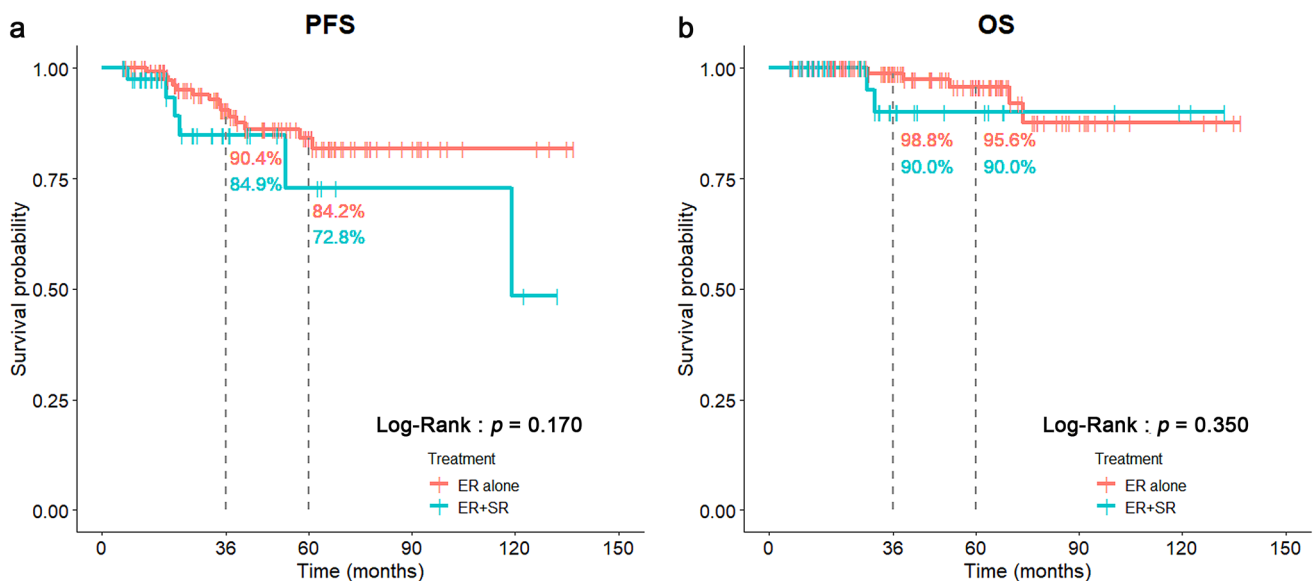 a
PFS
1.00
0.75
0.50
0.25
0.00
Survival probability
90.4%
84.9%
84.2%
72.8%
Log-Rank : p = 0.170
Treatment
ER alone
ER+SR
0
36
60
90
120
150
Time (months)
b
OS
1.00
0.75
0.50
0.25
0.00
Survival probability
98.8%
90.0%
95.6%
90.0%
Log-Rank : p = 0.350
Treatment
ER alone
ER+SR
0
36
60
90
120
150
Time (months)